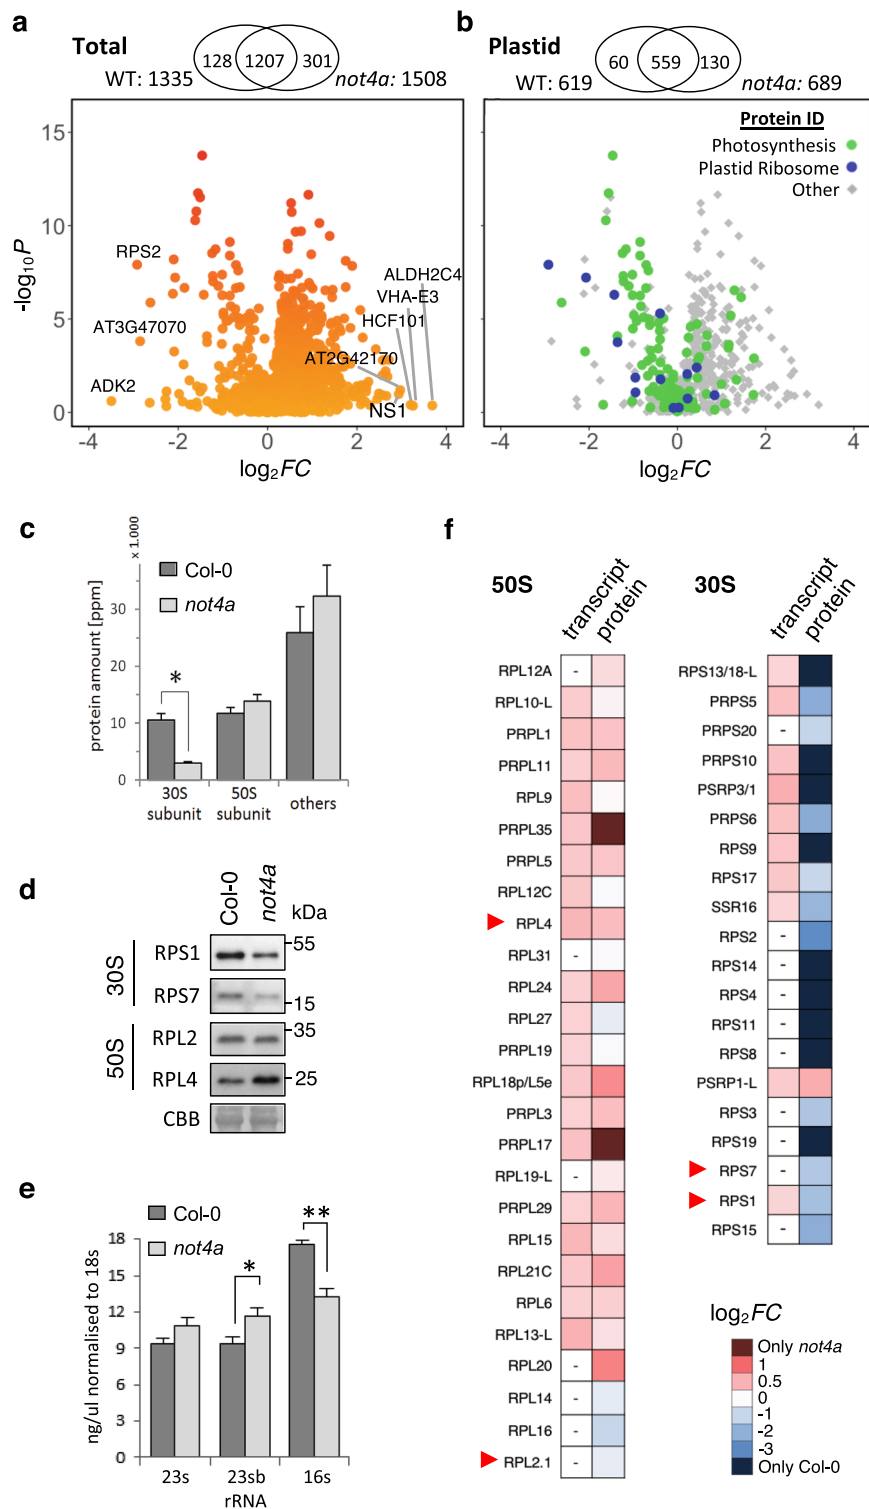 a
Total
128 1207 301
WT: 1335 not4a: 1508
15
10
5
0
-log10P
RPS2
AT3G47070
ADK2
ALDH2C4
VHA-E3
HCF101
AT2G42170
NS1
-4 -2 0 2 4
log2FC
b
Plastid
60 559 130
WT: 619 not4a: 689
Protein ID
Photosynthesis
Plastid Ribosome
Other
-4 -2 0 2 4
log2FC
c
x 1.000
protein amount [ppm]
Col-0
not4a
30
20
10
0
*
30S subunit
50S subunit
others
d
Col-0
not4a
kDa
30S
RPS1
55
RPS7
15
50S
RPL2
35
RPL4
25
CBB
e
Col-0
not4a
ng/ul normalised to 18s
18
15
12
9
6
3
0
*
**
23s 23sb 16s
rRNA
f
50S
transcript
protein
RPL12A -
RPL10-L
PRPL1
PRPL11
RPL9
PRPL35
PRPL5
RPL12C
RPL4
RPL31 -
RPL24
RPL27
PRPL19
RPL18p/L5e
PRPL3
PRPL17
RPL19-L -
PRPL29
RPL15
RPL21C
RPL6
RPL13-L
RPL20 -
RPL14 -
RPL16 -
RPL2.1 -
30S
transcript
protein
RPS13/18-L
PRPS5
PRPS20 -
PRPS10
PSRP3/1
PRPS6
RPS9
RPS17
SSR16
RPS2 -
RPS14 -
RPS4 -
RPS11 -
RPS8 -
PSRP1-L
RPS3 -
RPS19 -
RPS7 -
RPS1
RPS15 -
log2FC
Only not4a
1
0.5
0
-1
-2
-3
Only Col-0